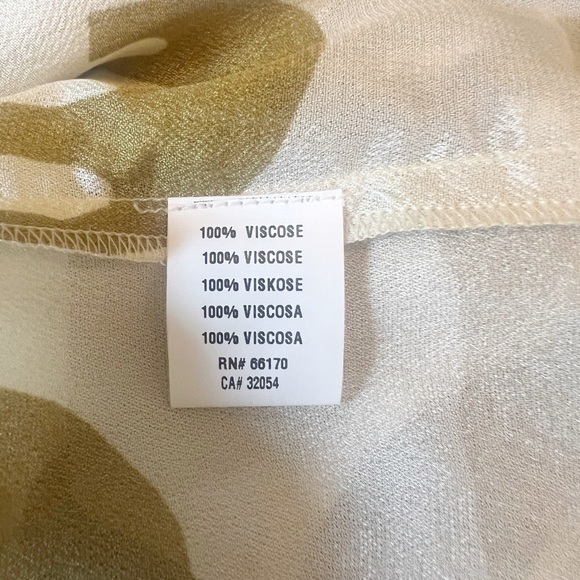 100% VISCOSE
100% VISCOSE
100% VISKOSE
100% VISCOSA
100% VISCOSA
RN# 66170
CA# 32054